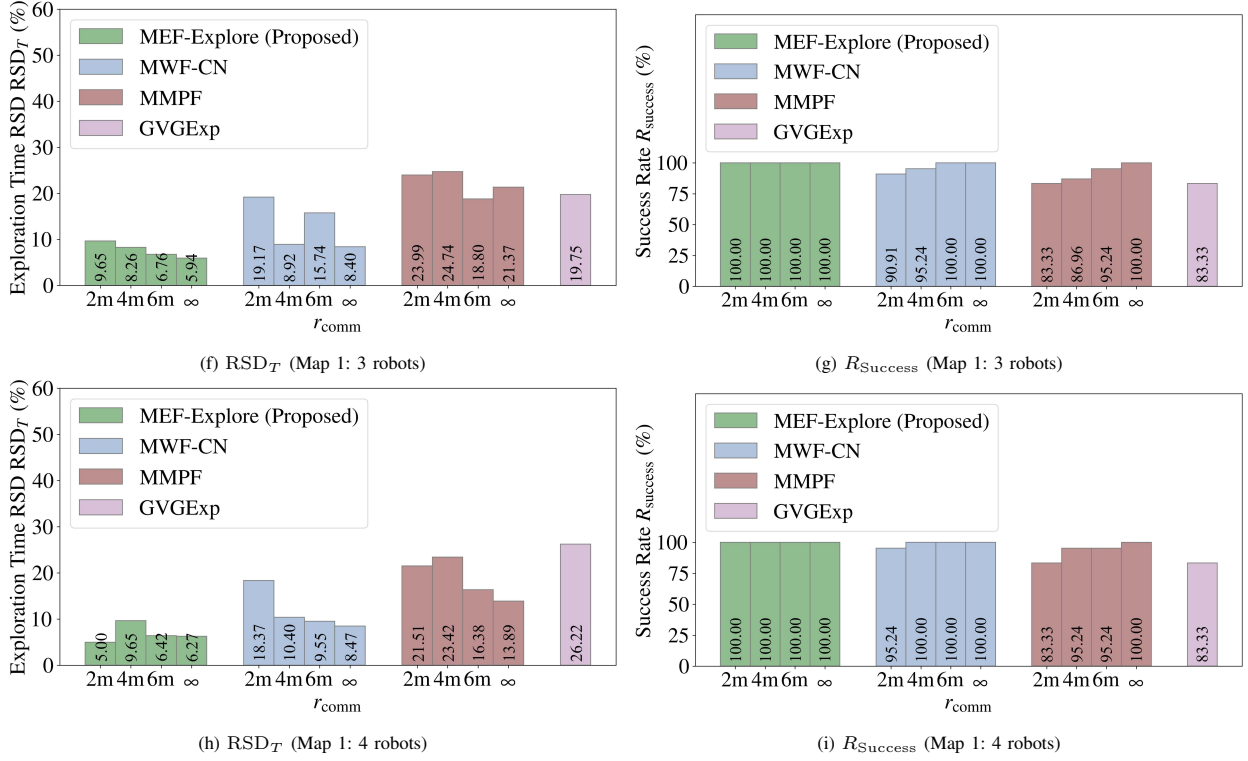 Exploration Time RSD RSD_T (%)
60
50
40
30
20
10
0
MEF-Explore (Proposed)
MWF-CN
MMPF
GVGExp
9.65 8.26 6.76 5.94 19.17 8.92 15.74 8.40 23.99 24.74 18.80 21.37 19.75
2m 4m 6m ∞ 2m 4m 6m ∞ 2m 4m 6m ∞
r_comm
(f) RSD_T (Map 1: 3 robots)
Success Rate R_success (%)
100
75
50
25
0
MEF-Explore (Proposed)
MWF-CN
MMPF
GVGExp
100.00 100.00 100.00 100.00 90.91 95.24 100.00 100.00 83.33 86.96 95.24 100.00 83.33
2m 4m 6m ∞ 2m 4m 6m ∞ 2m 4m 6m ∞
r_comm
(g) R_Success (Map 1: 3 robots)
Exploration Time RSD RSD_T (%)
60
50
40
30
20
10
0
MEF-Explore (Proposed)
MWF-CN
MMPF
GVGExp
5.00 9.65 6.42 6.27 18.37 10.40 9.55 8.47 21.51 23.42 16.38 13.89 26.22
2m 4m 6m ∞ 2m 4m 6m ∞ 2m 4m 6m ∞
r_comm
(h) RSD_T (Map 1: 4 robots)
Success Rate R_success (%)
100
75
50
25
0
MEF-Explore (Proposed)
MWF-CN
MMPF
GVGExp
100.00 100.00 100.00 100.00 95.24 100.00 100.00 100.00 83.33 95.24 95.24 100.00 83.33
2m 4m 6m ∞ 2m 4m 6m ∞ 2m 4m 6m ∞
r_comm
(i) R_Success (Map 1: 4 robots)